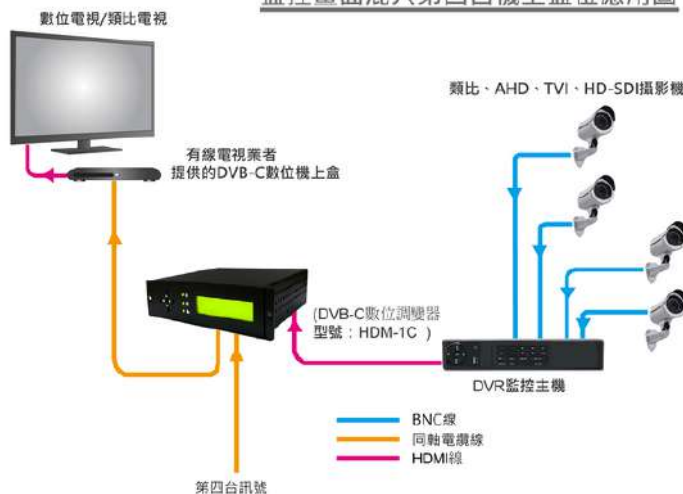 數位電視/類比電視
類比、AHD、TVI、HD-SDI攝影機
有線電視業者
提供的DVB-C數位機上盒
(DVB-C數位調變器
型號：HDM-1C )
DVR監控主機
BNC線
同軸電纜線
HDMI線
第四台訊號